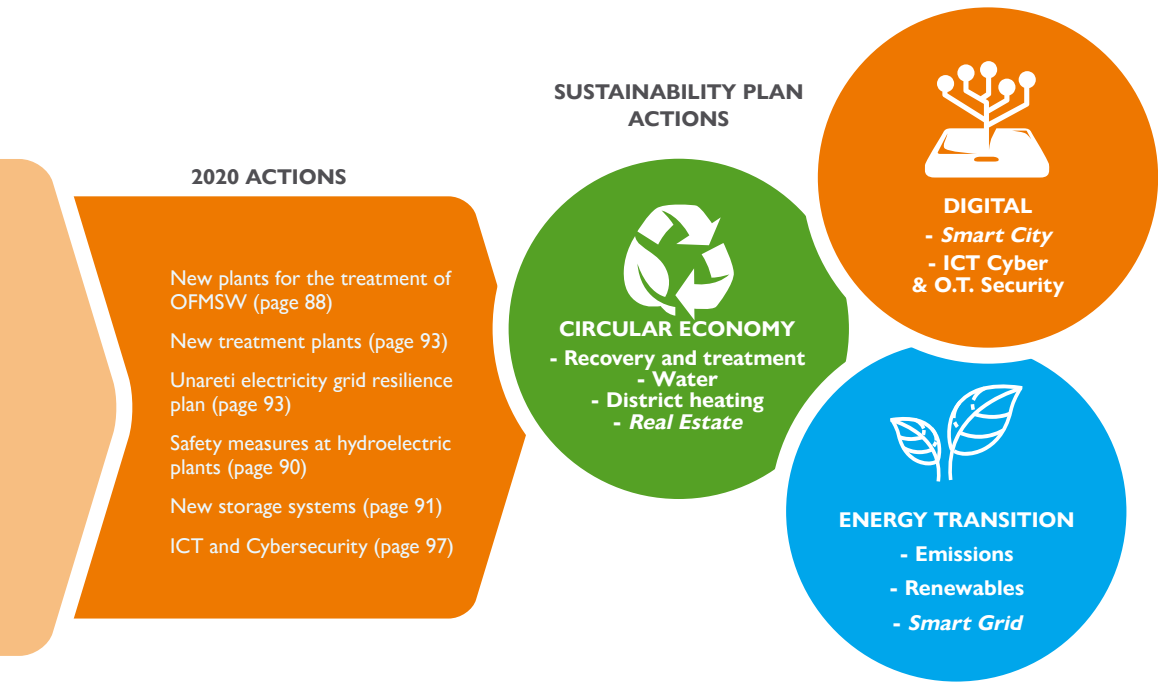 2020 ACTIONS
New plants for the treatment of
OFMSW (page 88)
New treatment plants (page 93)
Unareti electricity grid resilience
plan (page 93)
Safety measures at hydroelectric
plants (page 90)
New storage systems (page 91)
ICT and Cybersecurity (page 97)
SUSTAINABILITY PLAN
ACTIONS
CIRCULAR ECONOMY
- Recovery and treatment
- Water
- District heating
- Real Estate
DIGITAL
- Smart City
- ICT Cyber
& O.T. Security
ENERGY TRANSITION
- Emissions
- Renewables
- Smart Grid